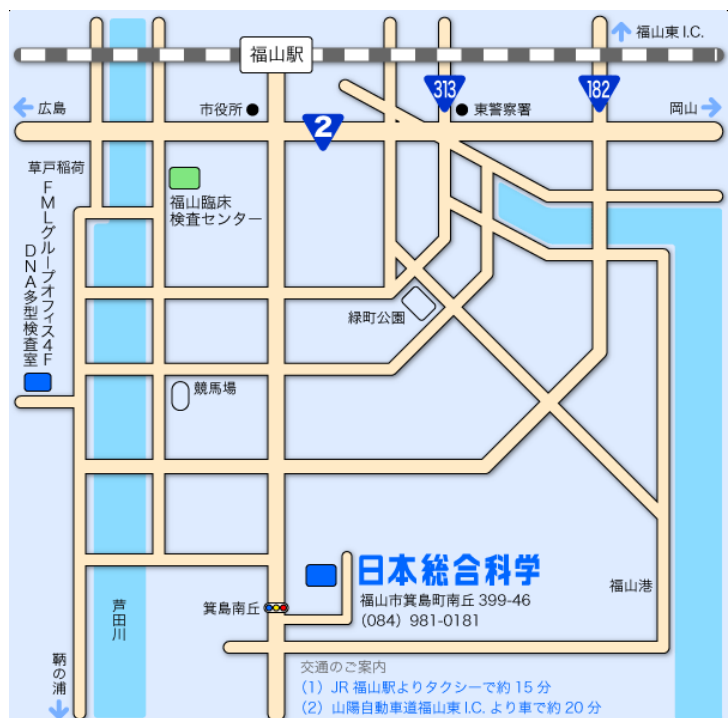 福山東 I.C.
福山駅
313
182
広島
市役所
東警察署
岡山
2
草戸稲荷
福山臨床
検査センター
FMLグループオフィス4F
DNA多型検査室
緑町公園
競馬場
日本総合科学
福山市箕島町南丘 399-46
(084) 981-0181
福山港
箕島南丘
芦田川
鞆の浦
交通のご案内
(1) JR 福山駅よりタクシーで約 15 分
(2) 山陽自動車道福山東 I.C. より車で約 20 分